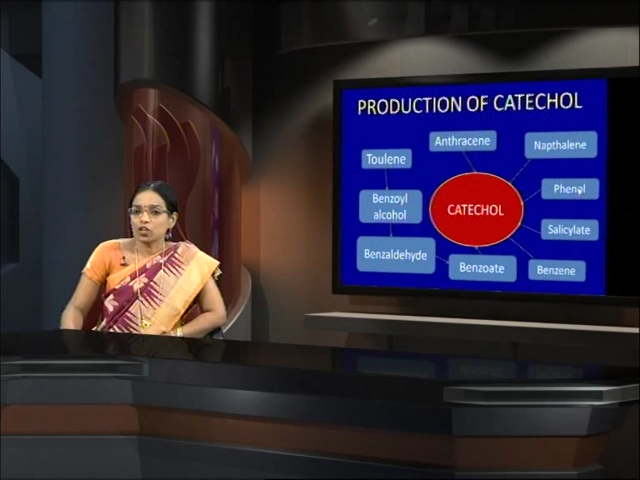 PRODUCTION OF CATECHOL
Anthracene
Napthalene
Toulene
Phenol
Benzoyl
alcohol
CATECHOL
Salicylate
Benzaldehyde
Benzoate
Benzene